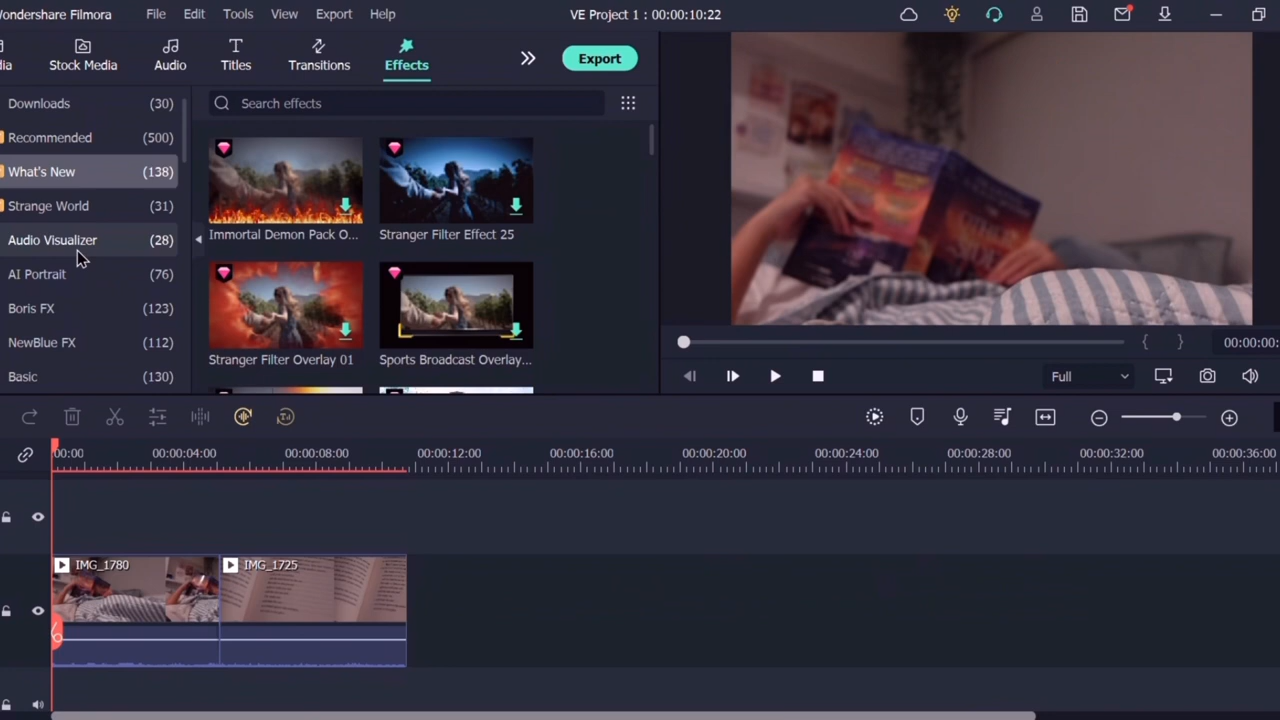 ondershare Filmora File Edit Tools View Export Help VE Project 1 : 00:00:10:22
dia Stock Media Audio Titles Transitions Effects Export
Downloads (30)
Recommended (500)
What's New (138)
Strange World (31)
Audio Visualizer (28)
AI Portrait (76)
Boris FX (123)
NewBlue FX (112)
Basic (130)
Search effects
Immortal Demon Pack O... Stranger Filter Effect 25
Stranger Filter Overlay 01 Sports Broadcast Overlay...
00:00:00:
Full
00:00 00:00:04:00 00:00:08:00 00:00:12:00 00:00:16:00 00:00:20:00 00:00:24:00 00:00:28:00 00:00:32:00 00:00:36:00
IMG_1780 IMG_1725